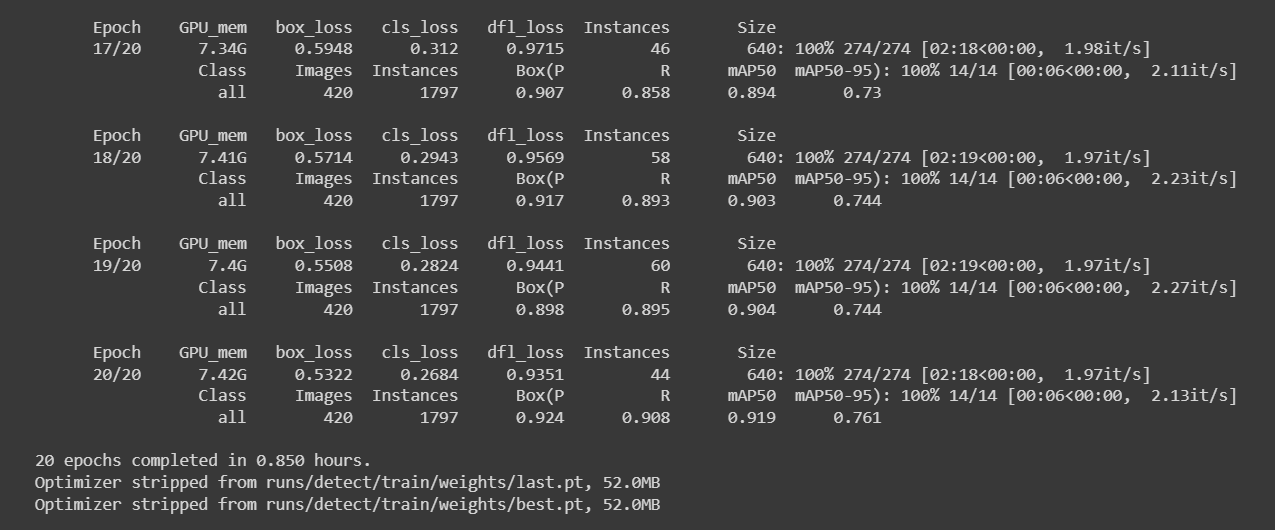 Epoch GPU_mem box_loss cls_loss dfl_loss Instances Size
17/20 7.34G 0.5948 0.312 0.9715 46 640: 100% 274/274 [02:18<00:00, 1.98it/s]
Class Images Instances Box(P R mAP50 mAP50-95): 100% 14/14 [00:06<00:00, 2.11it/s]
all 420 1797 0.907 0.858 0.894 0.73
Epoch GPU_mem box_loss cls_loss dfl_loss Instances Size
18/20 7.41G 0.5714 0.2943 0.9569 58 640: 100% 274/274 [02:19<00:00, 1.97it/s]
Class Images Instances Box(P R mAP50 mAP50-95): 100% 14/14 [00:06<00:00, 2.23it/s]
all 420 1797 0.917 0.893 0.903 0.744
Epoch GPU_mem box_loss cls_loss dfl_loss Instances Size
19/20 7.4G 0.5508 0.2824 0.9441 60 640: 100% 274/274 [02:19<00:00, 1.97it/s]
Class Images Instances Box(P R mAP50 mAP50-95): 100% 14/14 [00:06<00:00, 2.27it/s]
all 420 1797 0.898 0.895 0.904 0.744
Epoch GPU_mem box_loss cls_loss dfl_loss Instances Size
20/20 7.42G 0.5322 0.2684 0.9351 44 640: 100% 274/274 [02:18<00:00, 1.97it/s]
Class Images Instances Box(P R mAP50 mAP50-95): 100% 14/14 [00:06<00:00, 2.13it/s]
all 420 1797 0.924 0.908 0.919 0.761
20 epochs completed in 0.850 hours.
Optimizer stripped from runs/detect/train/weights/last.pt, 52.0MB
Optimizer stripped from runs/detect/train/weights/best.pt, 52.0MB